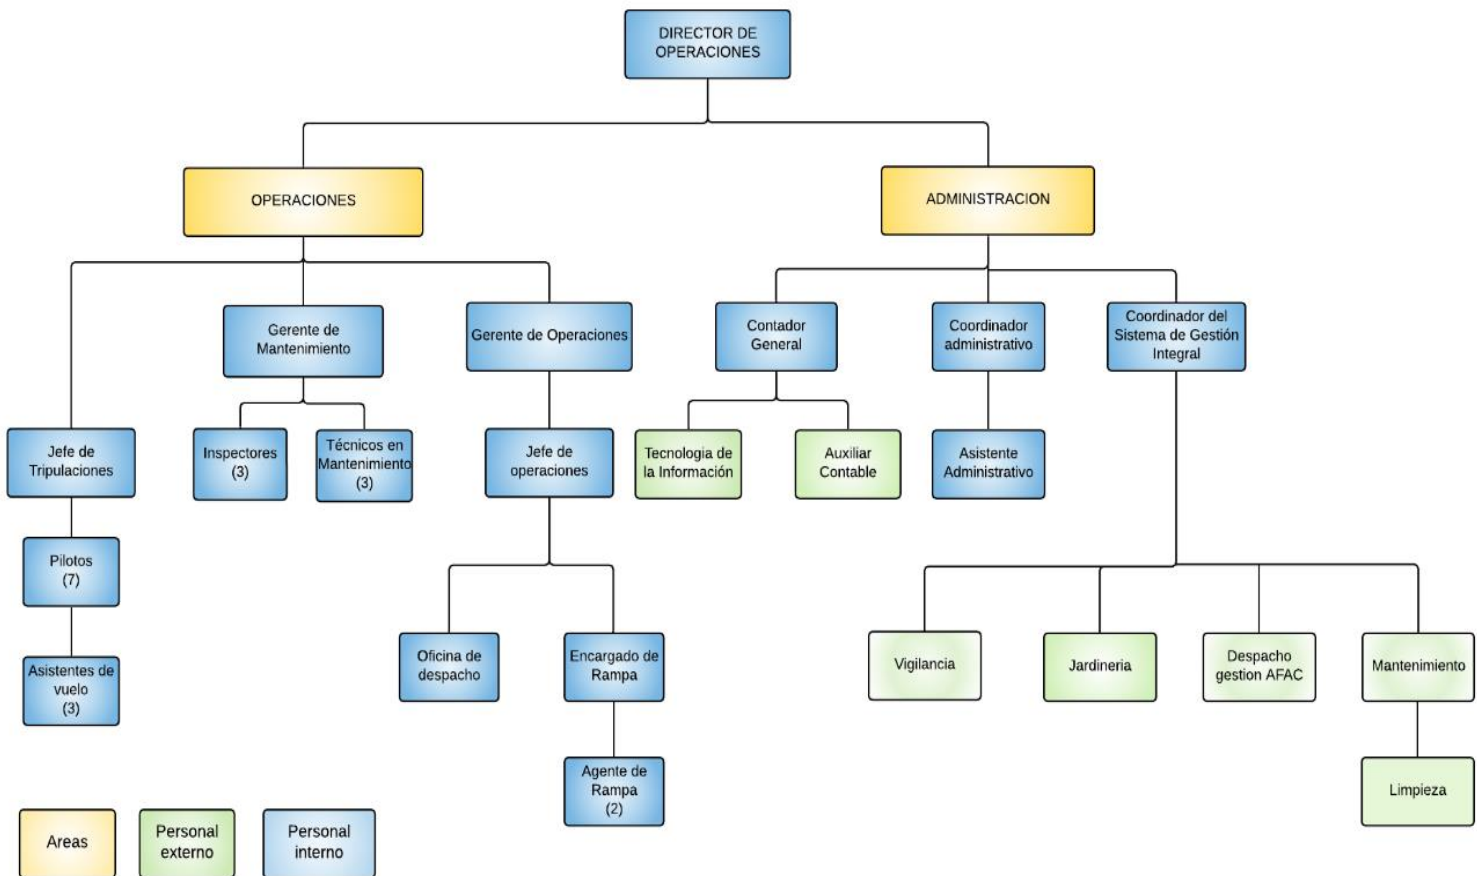 DIRECTOR DE
OPERACIONES
OPERACIONES
ADMINISTRACION
Gerente de
Mantenimiento
Gerente de Operaciones
Contador
General
Coordinador
administrativo
Coordinador del
Sistema de Gestión
Integral
Jefe de
Tripulaciones
Inspectores
(3)
Técnicos en
Mantenimiento
(3)
Jefe de
operaciones
Tecnologia de
la Información
Auxiliar
Contable
Asistente
Administrativo
Pilotos
(7)
Asistentes de
vuelo
(3)
Oficina de
despacho
Encargado de
Rampa
Vigilancia
Jardineria
Despacho
gestion AFAC
Mantenimiento
Agente de
Rampa
(2)
Limpieza
Areas
Personal
externo
Personal
interno